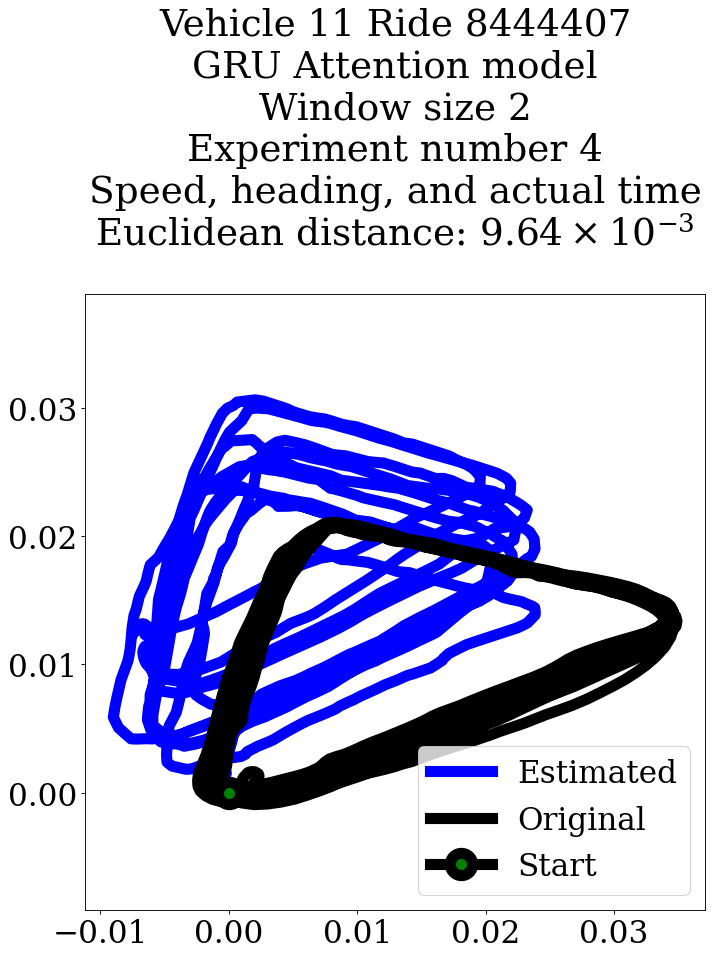 Vehicle 11 Ride 8444407
GRU Attention model
Window size 2
Experiment number 4
Speed, heading, and actual time
Euclidean distance: 9.64 × 10⁻³
0.03
0.02
0.01
0.00
Estimated
Original
Start
−0.01 0.00 0.01 0.02 0.03